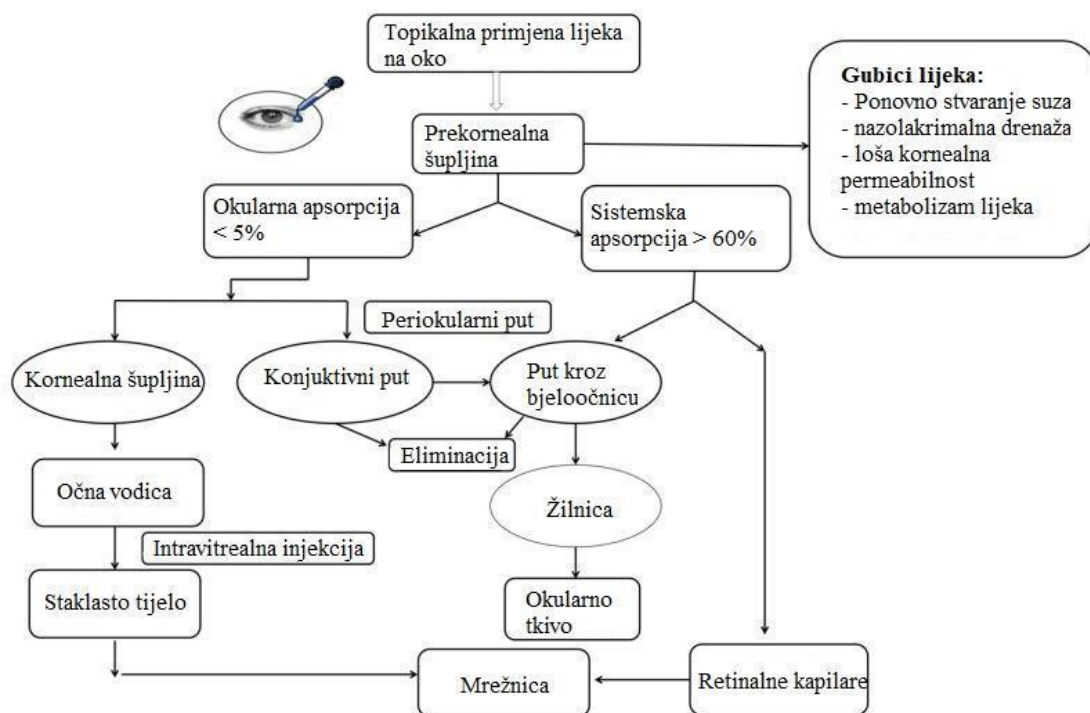 Topikalna primjena lijeka
na oko
Gubici lijeka:
- Ponovno stvaranje suza
- nazolakrimalna drenaža
- loša kornealna
permeabilnost
- metabolizam lijeka
Prekornealna
šupljina
Okularna apsorpcija
< 5%
Sistemska
apsorpcija > 60%
Periokularni put
Kornealna šupljina
Konjuktivni put
Put kroz
bjeloočnicu
Eliminacija
Očna vodica
Žilnica
Intravitrealna injekcija
Staklasto tijelo
Okularno
tkivo
Mrežnica
Retinalne kapilare